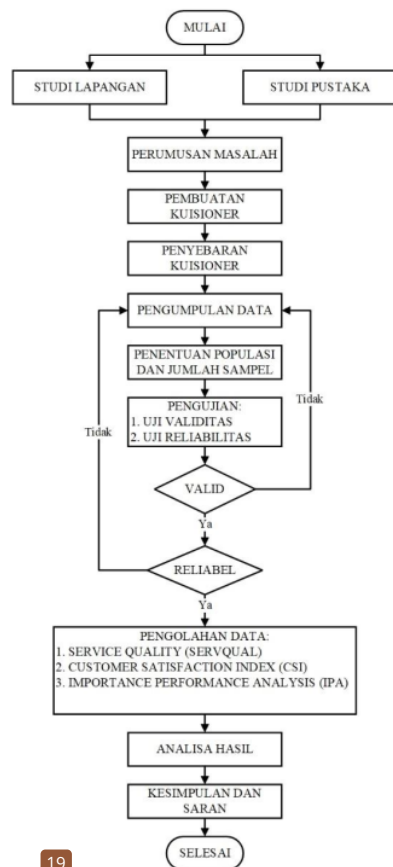 MULAI
STUDI LAPANGAN
STUDI PUSTAKA
PERUMUSAN MASALAH
PEMBUATAN
KUISIONER
PENYEBARAN
KUISIONER
PENGUMPULAN DATA
PENENTUAN POPULASI
DAN JUMLAH SAMPEL
Tidak
PENGUJIAN:
1. UJI VALIDITAS
2. UJI RELIABILITAS
Tidak
VALID
Ya
RELIABEL
Ya
PENGOLAHAN DATA:
1. SERVICE QUALITY (SERVQUAL)
2. CUSTOMER SATISFACTION INDEX (CSI)
3. IMPORTANCE PERFORMANCE ANALYSIS (IPA)
ANALISA HASIL
KESIMPULAN DAN
SARAN
SELESAI
19